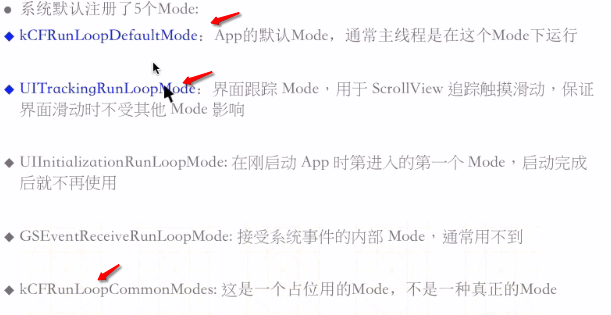 系统默认注册了5个Mode:
kCFRunLoopDefaultMode：App的默认Mode，通常主线程是在这个Mode下运行
UITrackingRunLoopMode：界面跟踪 Mode，用于 ScrollView 追踪触摸滑动，保证
界面滑动时不受其他 Mode 影响
UIInitializationRunLoopMode: 在刚启动 App 时第进入的第一个 Mode，启动完成
后就不再使用
GSEventReceiveRunLoopMode: 接受系统事件的内部 Mode，通常用不到
kCFRunLoopCommonModes: 这是一个占位用的Mode，不是一种真正的Mode